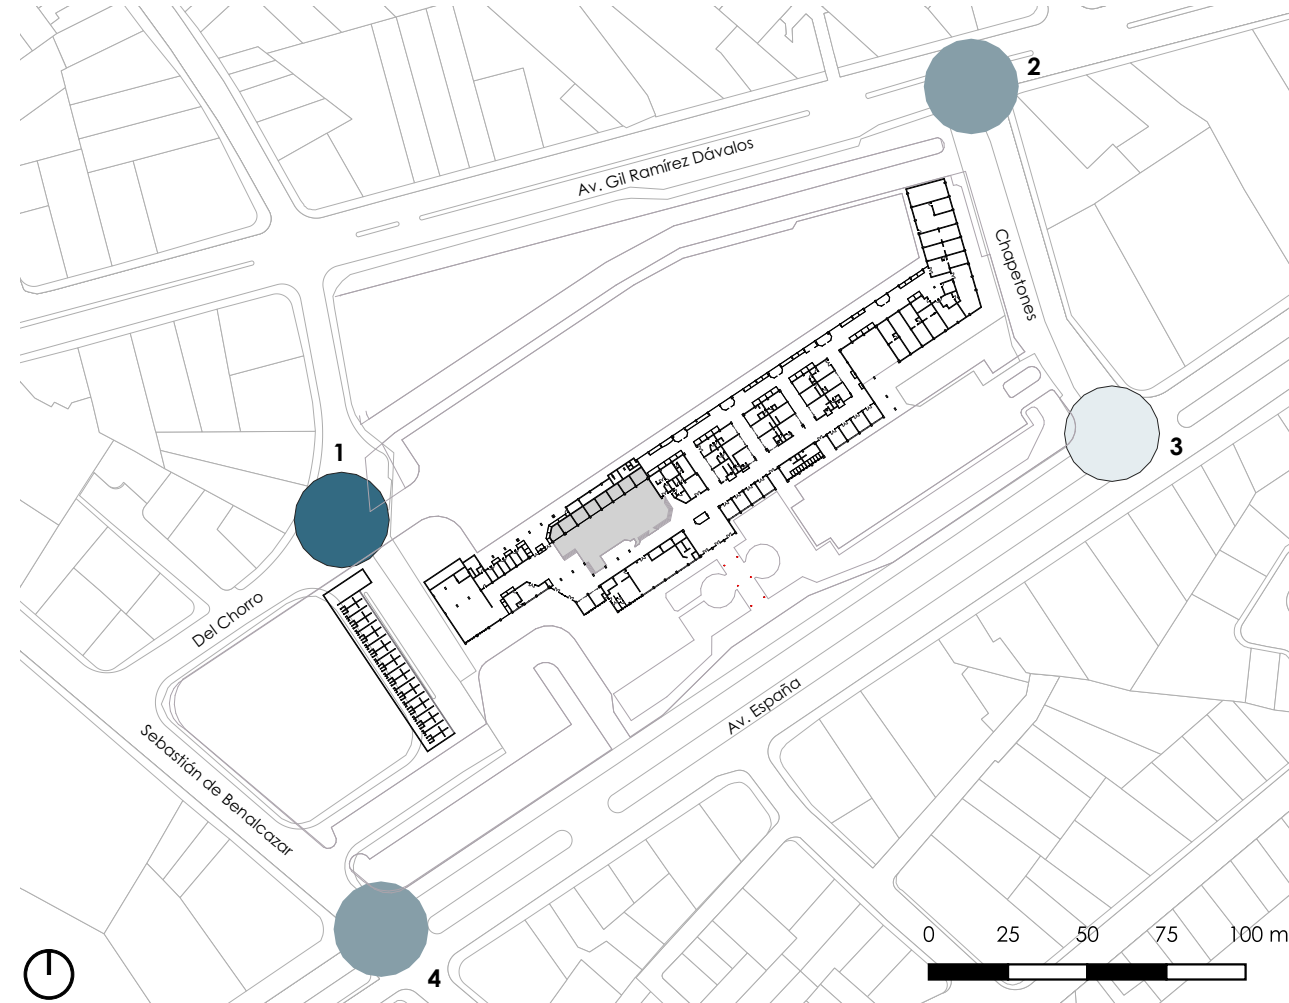 2
Av. Gil Ramírez Dávalos
Chapetones
1
3
Del Chorro
Av. España
Sebastián de Benalcazar
0 25 50 75 100 m
4